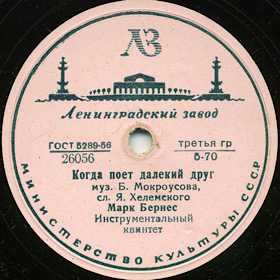 ЛЗ
Ленинградский завод
ГОСТ 5289-56
26056
третья гр
5-70
Когда поет далекий друг
муз. Б. Мокроусова,
сл. Я. Хелемского
Марк Бернес
Инструментальный
квинтет
МИНИСТЕРСТВО КУЛЬТУРЫ СССР